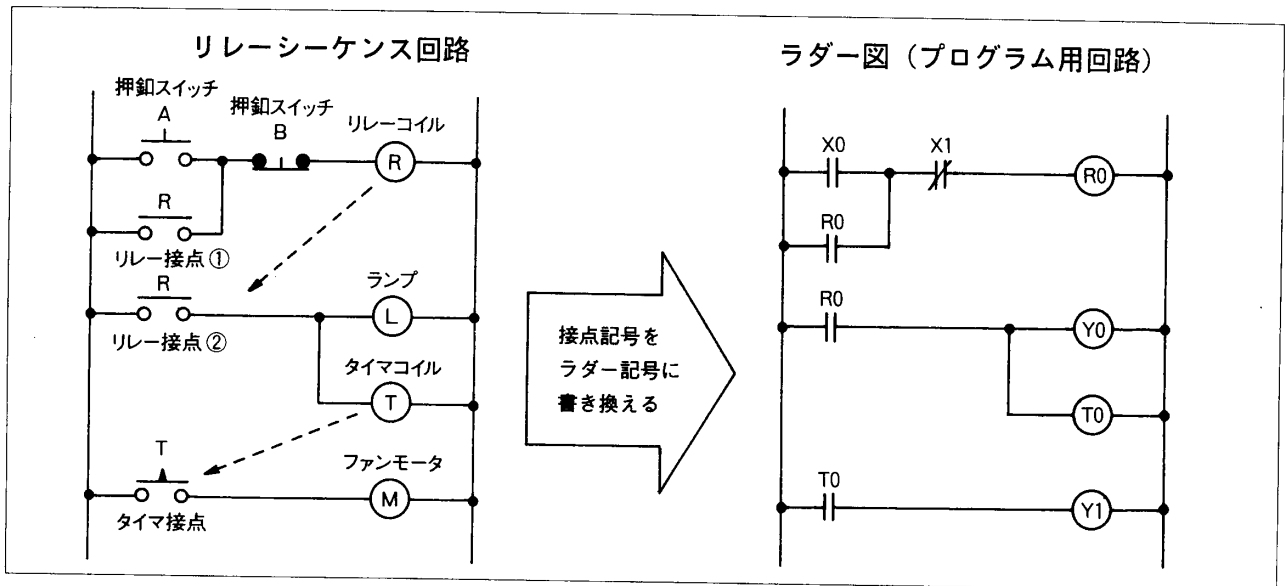 リレーシーケンス回路
押釦スイッチ
A
押釦スイッチ
B
リレーコイル
R
R
リレー接点①
R
リレー接点②
ランプ
L
タイマコイル
T
T
タイマ接点
ファンモータ
M
接点記号を
ラダー記号に
書き換える
ラダー図（プログラム用回路）
X0
X1
R0
R0
R0
Y0
T0
T0
Y1